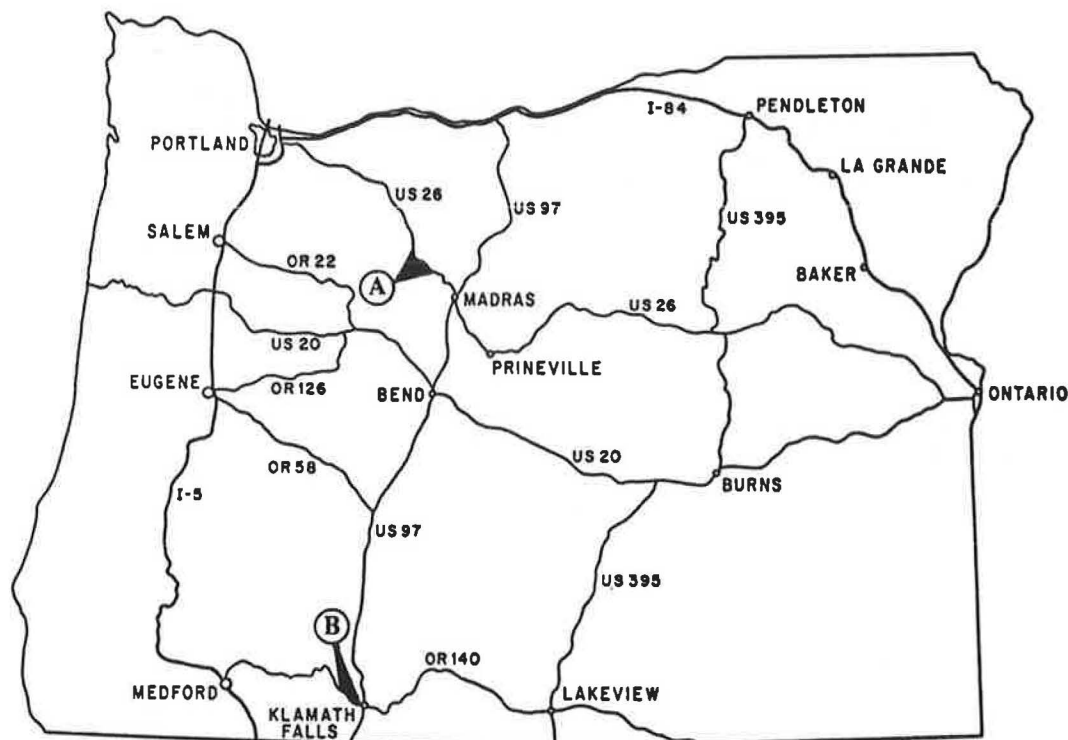 I-84
PENDLETON
PORTLAND
LA GRANDE
US 26
US 97
US 395
SALEM
OR 22
BAKER
A
MADRAS
US 26
US 20
PRINEVILLE
EUGENE
OR 126
BEND
ONTARIO
OR 58
US 20
BURNS
I-5
US 97
US 395
B
OR 140
MEDFORD
LAKEVIEW
KLAMATH
FALLS